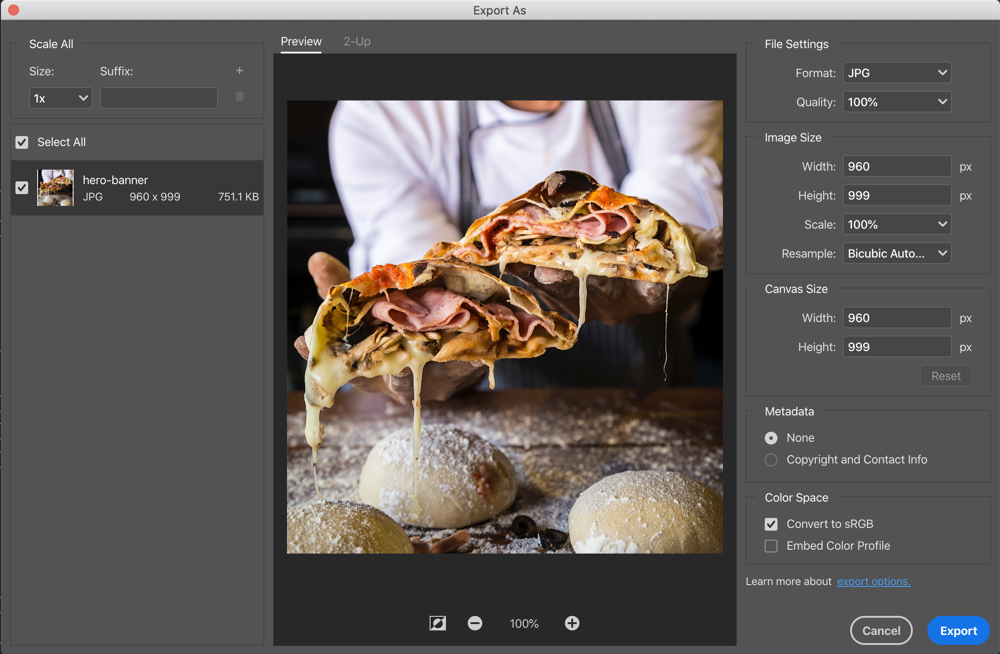 Export As
Scale All
Size: Suffix:
1x
Select All
hero-banner
JPG 960 x 999 751.1 KB
Preview 2-Up
100%
File Settings
Format: JPG
Quality: 100%
Image Size
Width: 960 px
Height: 999 px
Scale: 100%
Resample: Bicubic Auto...
Canvas Size
Width: 960 px
Height: 999 px
Reset
Metadata
None
Copyright and Contact Info
Color Space
Convert to sRGB
Embed Color Profile
Learn more about export options.
Cancel Export